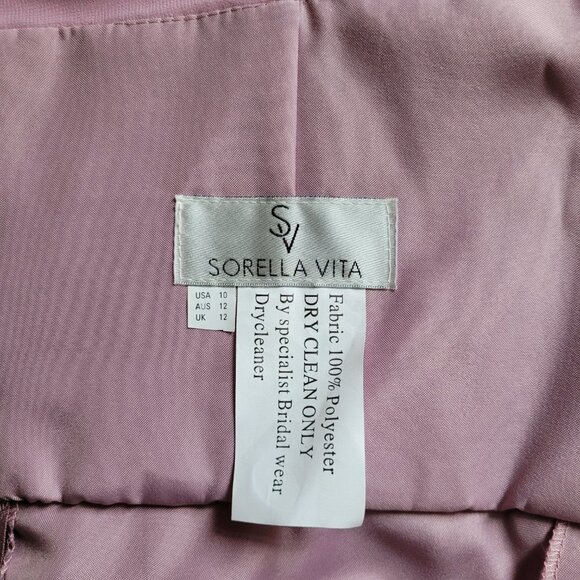 SV
SORELLA VITA
USA 10
AUS 12
UK 12
Fabric 100% Polyester
DRY CLEAN ONLY
By specialist Bridal wear
Drycleaner